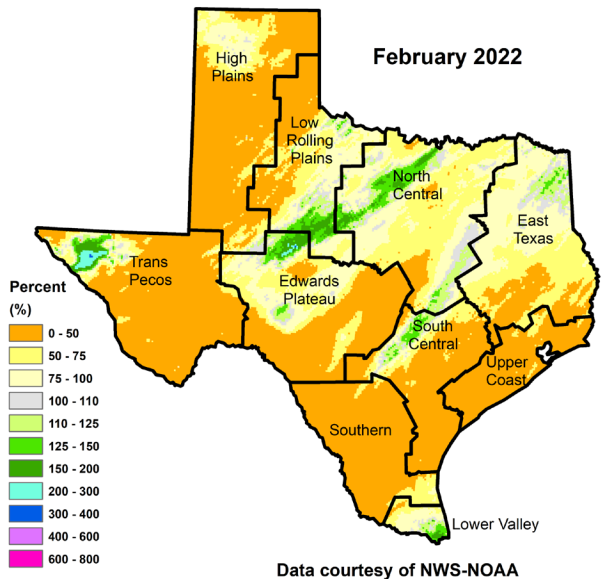 February 2022
High
Plains
Low
Rolling
Plains
North
Central
East
Texas
Trans
Pecos
Edwards
Plateau
South
Central
Upper
Coast
Southern
Lower Valley
Percent
(%)
0 - 50
50 - 75
75 - 100
100 - 110
110 - 125
125 - 150
150 - 200
200 - 300
300 - 400
400 - 600
600 - 800
Data courtesy of NWS-NOAA